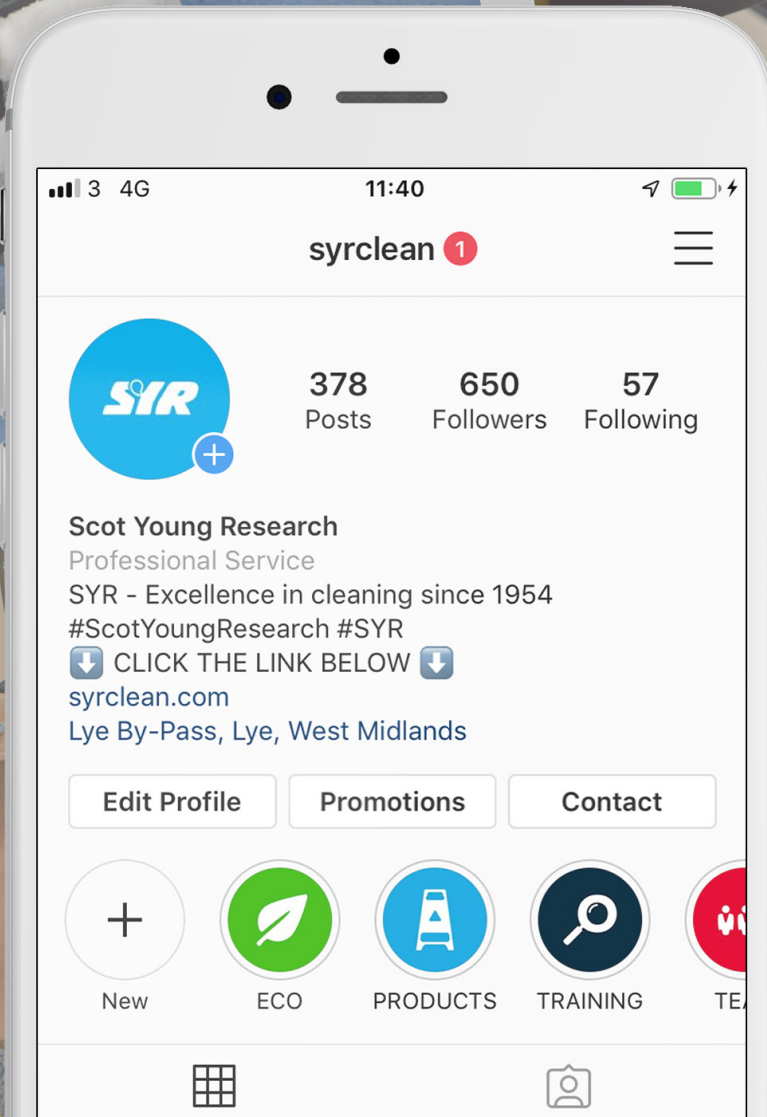 3 4G 11:40
syrclean 1
SYR
378 650 57
Posts Followers Following
Scot Young Research
Professional Service
SYR - Excellence in cleaning since 1954
#ScotYoungResearch #SYR
⬇️ CLICK THE LINK BELOW ⬇️
syrclean.com
Lye By-Pass, Lye, West Midlands
Edit Profile Promotions Contact
New ECO PRODUCTS TRAINING